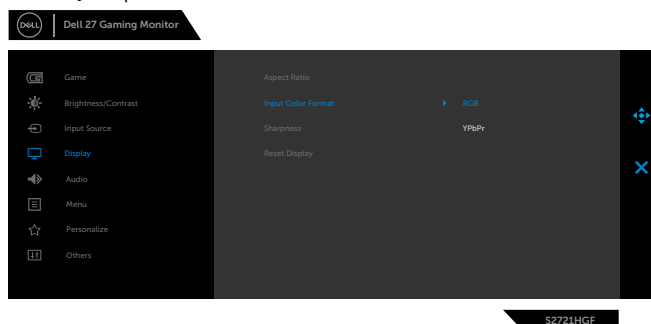 DELL
Dell 27 Gaming Monitor
Game
Aspect Ratio
Brightness/Contrast
Input Color Format
RGB
Input Source
Sharpness
YPbPr
Display
Reset Display
Audio
Menu
Personalize
Others
S2721HGF